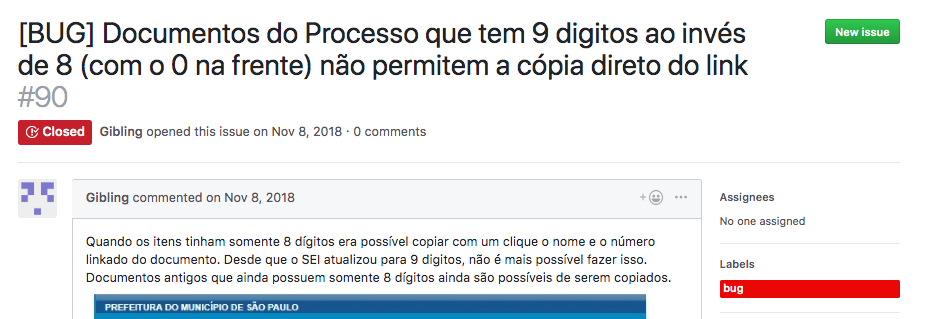 [BUG] Documentos do Processo que tem 9 digitos ao invés
de 8 (com o 0 na frente) não permitem a cópia direto do link
#90
New issue
Closed Gibling opened this issue on Nov 8, 2018 · 0 comments
Gibling commented on Nov 8, 2018
Quando os itens tinham somente 8 dígitos era possível copiar com um clique o nome e o número
linkado do documento. Desde que o SEI atualizou para 9 digitos, não é mais possível fazer isso.
Documentos antigos que ainda possuem somente 8 dígitos ainda são possíveis de serem copiados.
PREFEITURA DO MUNICÍPIO DE SÃO PAULO
Assignees
No one assigned
Labels
bug